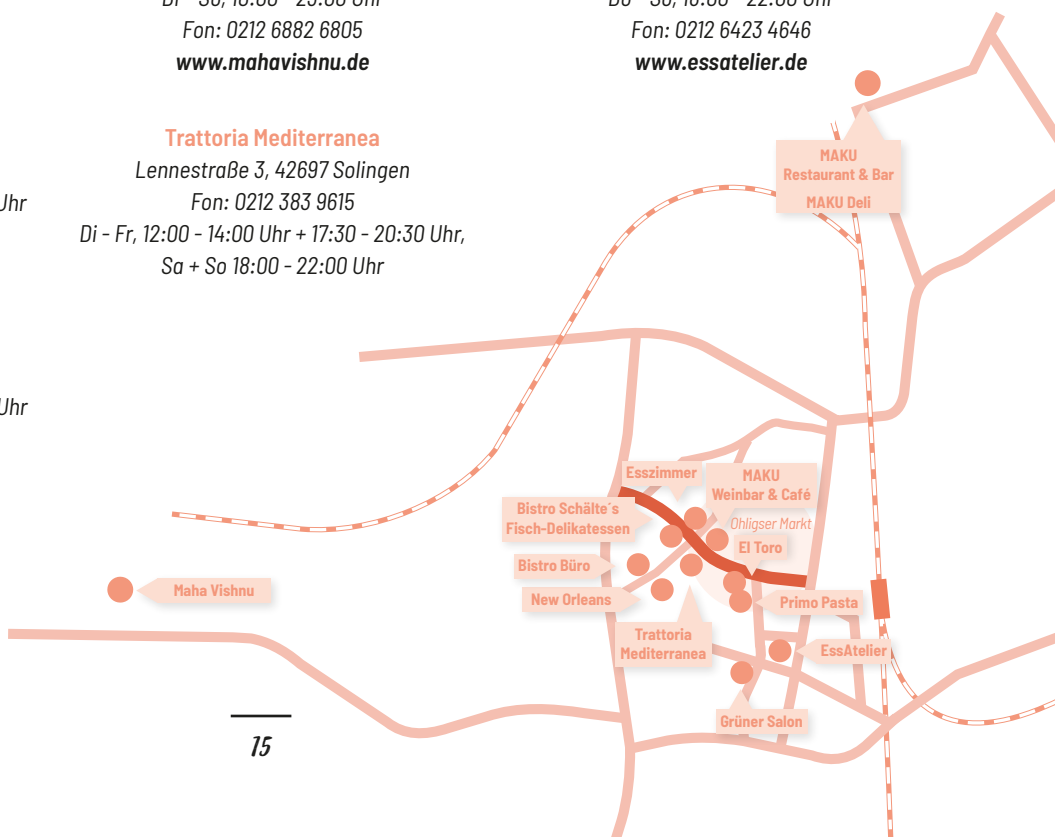 Fon: 0212 6882 6805
www.mahavishnu.de
Trattoria Mediterranea
Lennestraße 3, 42697 Solingen
Fon: 0212 383 9615
Di - Fr, 12:00 - 14:00 Uhr + 17:30 - 20:30 Uhr,
Sa + So 18:00 - 22:00 Uhr
Uhr
Uhr
Fon: 0212 6423 4646
www.essatelier.de
MAKU
Restaurant & Bar
MAKU Deli
Esszimmer
MAKU
Weinbar & Café
Bistro Schälte´s
Fisch-Delikatessen
Ohligser Markt
El Toro
Bistro Büro
New Orleans
Primo Pasta
Maha Vishnu
Trattoria
Mediterranea
EssAtelier
Grüner Salon
15